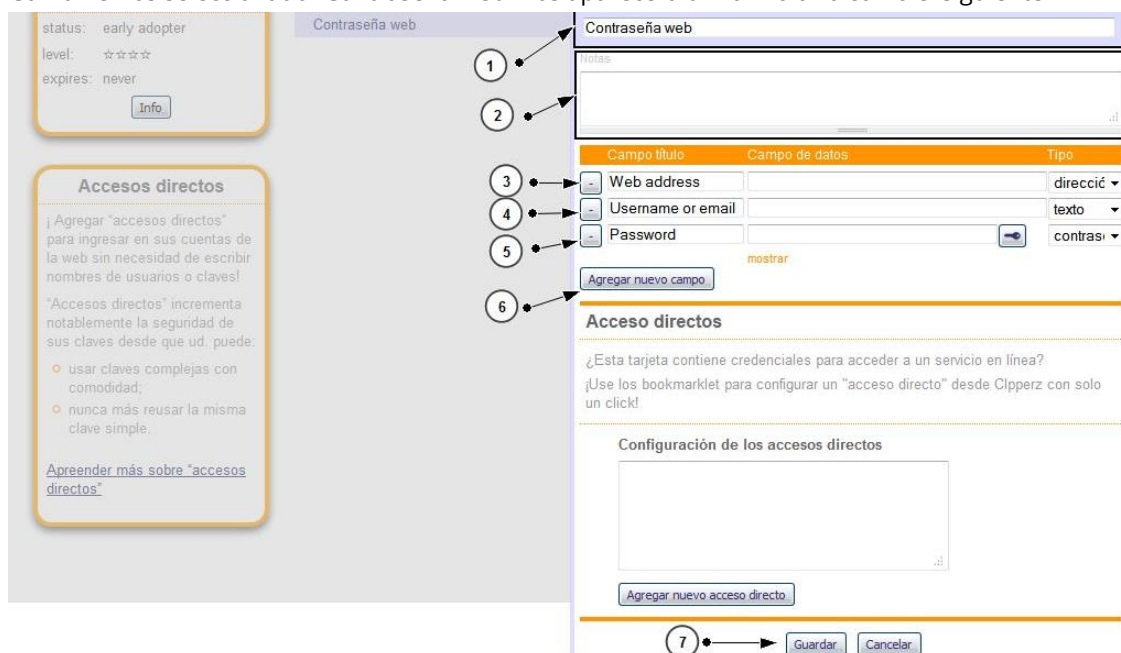 status: early adopter
level: ☆☆☆☆
expires: never
Info
Accesos directos
¡ Agregar "accesos directos"
para ingresar en sus cuentas de
la web sin necesidad de escribir
nombres de usuarios o claves!
"Accesos directos" incrementa
notablemente la seguridad de
sus claves desde que ud. puede:
usar claves complejas con
comodidad;
nunca más reusar la misma
clave simple.
Apreender más sobre "accesos
directos"
Contraseña web
1
2
3
4
5
6
7
Contraseña web
Notas
Campo título Campo de datos Tipo
- Web address direcció
- Username or email texto
- Password contras
mostrar
Agregar nuevo campo
Acceso directos
¿Esta tarjeta contiene credenciales para acceder a un servicio en línea?
¡Use los bookmarklet para configurar un "acceso directo" desde Clpperz con solo
un click!
Configuración de los accesos directos
Agregar nuevo acceso directo
Guardar Cancelar